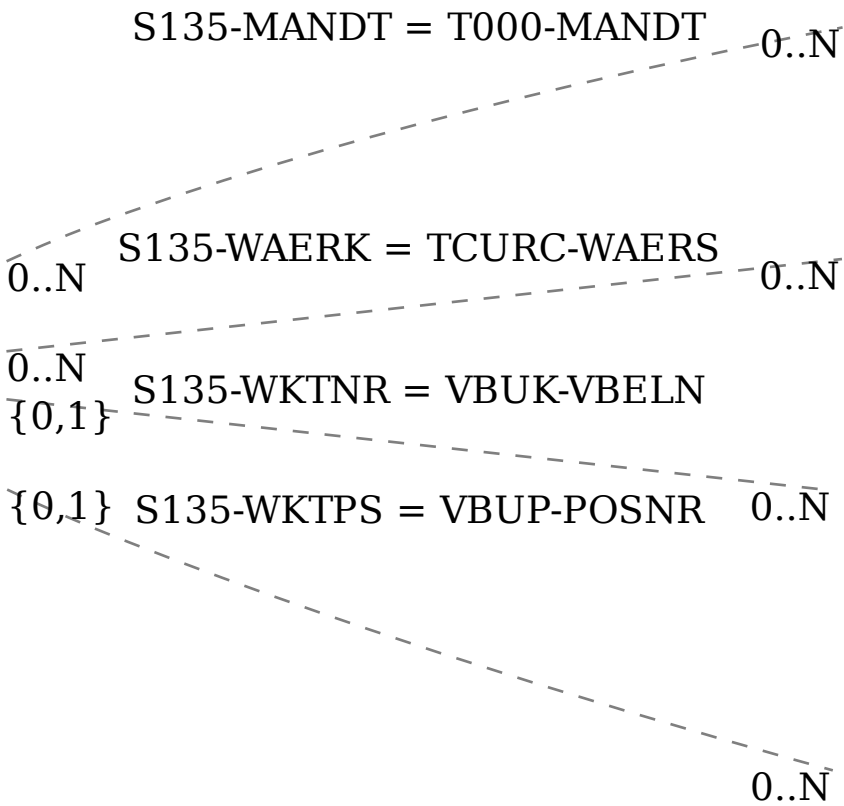 S135-MANDT = T000-MANDT
0..N
S135-WAERK = TCURC-WAERS
0..N
0..N
0..N
S135-WKTNR = VBUK-VBELN
{0,1}
{0,1}
S135-WKTPS = VBUP-POSNR
0..N
0..N